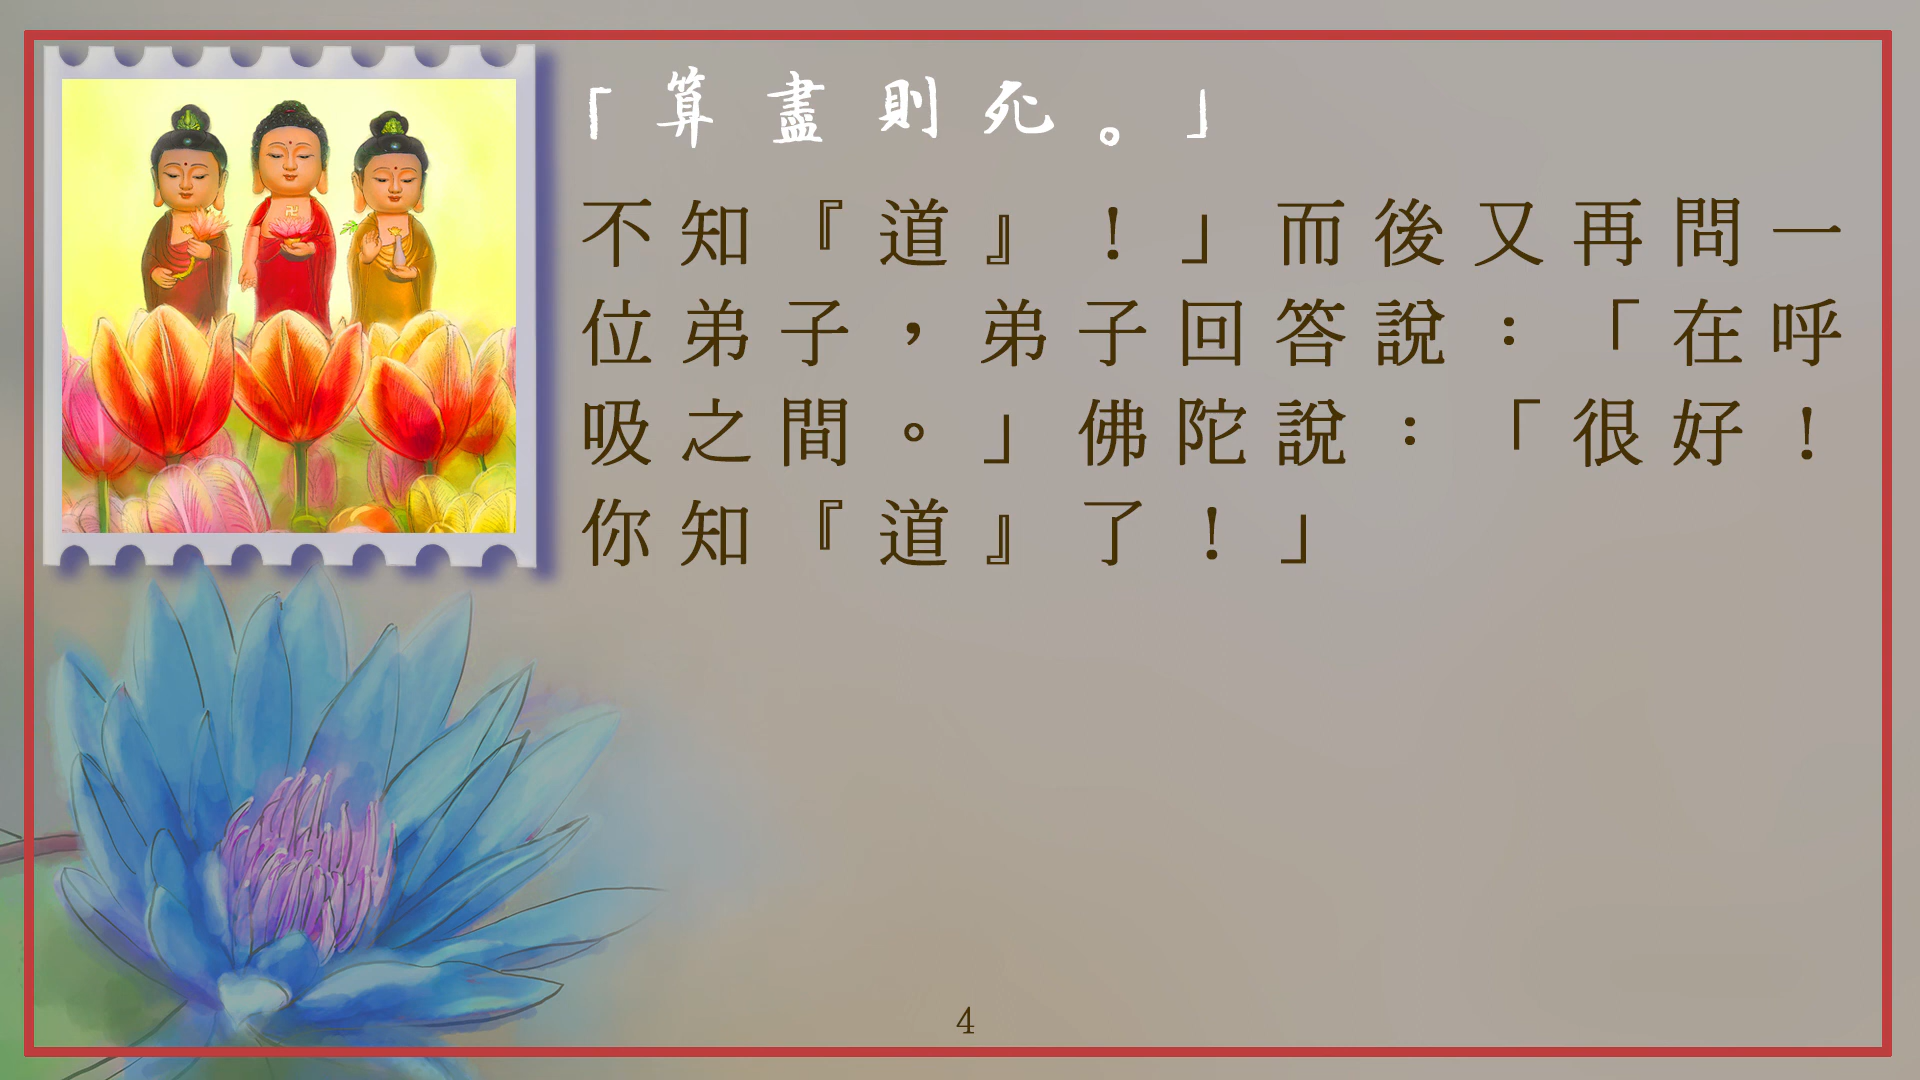 「算盡則死。」
不知『道』！」而後又再問一
位弟子，弟子回答說：「在呼
吸之間。」佛陀說：「很好！
你知『道』了！」
4